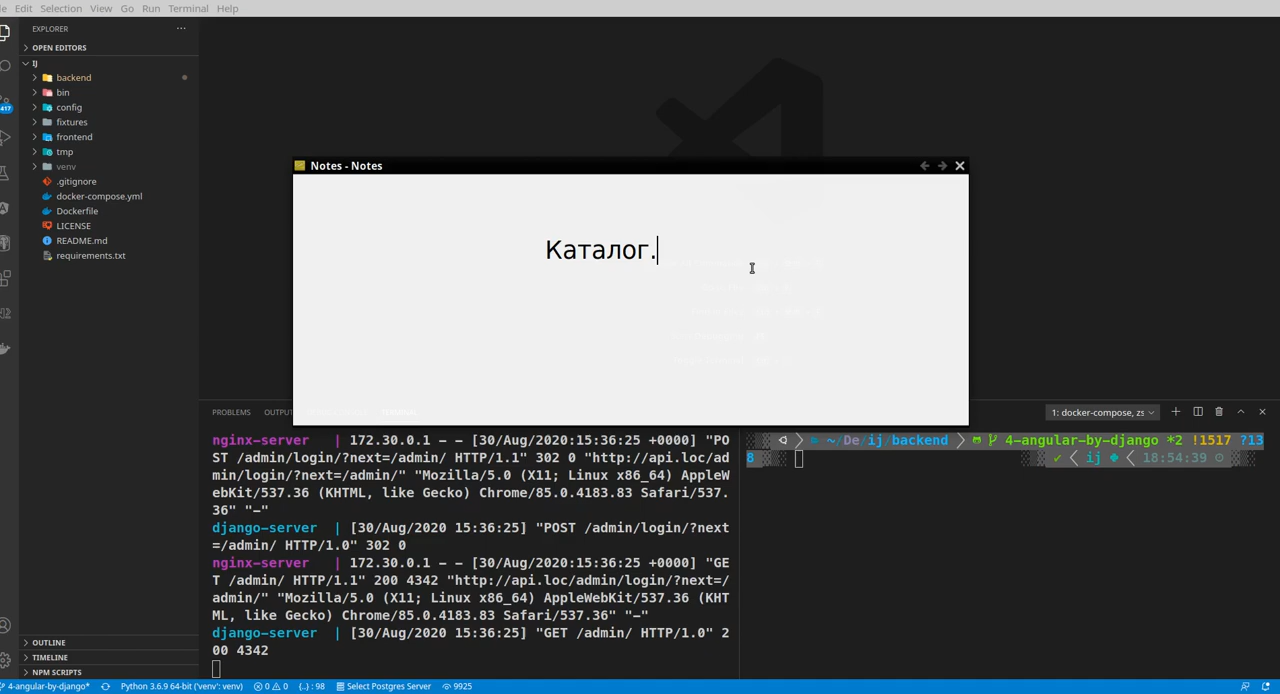 Edit Selection View Go Run Terminal Help
EXPLORER
OPEN EDITORS
IJ
backend
bin
config
fixtures
frontend
tmp
venv
.gitignore
docker-compose.yml
Dockerfile
LICENSE
README.md
requirements.txt
417
OUTLINE
TIMELINE
NPM SCRIPTS
Notes - Notes
Каталог.
PROBLEMS OUTPUT
1: docker-compose, zs
nginx-server | 172.30.0.1 - - [30/Aug/2020:15:36:25 +0000] "PO
ST /admin/login/?next=/admin/ HTTP/1.1" 302 0 "http://api.loc/ad
min/login/?next=/admin/" "Mozilla/5.0 (X11; Linux x86_64) AppleW
ebKit/537.36 (KHTML, like Gecko) Chrome/85.0.4183.83 Safari/537.
36" "-"
django-server | [30/Aug/2020 15:36:25] "POST /admin/login/?next
=/admin/ HTTP/1.0" 302 0
nginx-server | 172.30.0.1 - - [30/Aug/2020:15:36:25 +0000] "GE
T /admin/ HTTP/1.1" 200 4342 "http://api.loc/admin/login/?next=/
admin/" "Mozilla/5.0 (X11; Linux x86_64) AppleWebKit/537.36 (KHT
ML, like Gecko) Chrome/85.0.4183.83 Safari/537.36" "-"
django-server | [30/Aug/2020 15:36:25] "GET /admin/ HTTP/1.0" 2
00 4342
~/De/ij/backend 4-angular-by-django *2 !1517 ?13
8
✓ ij 18:54:39
4-angular-by-django* Python 3.6.9 64-bit ('venv': venv) 0 0 {..} : 98 Select Postgres Server 9925